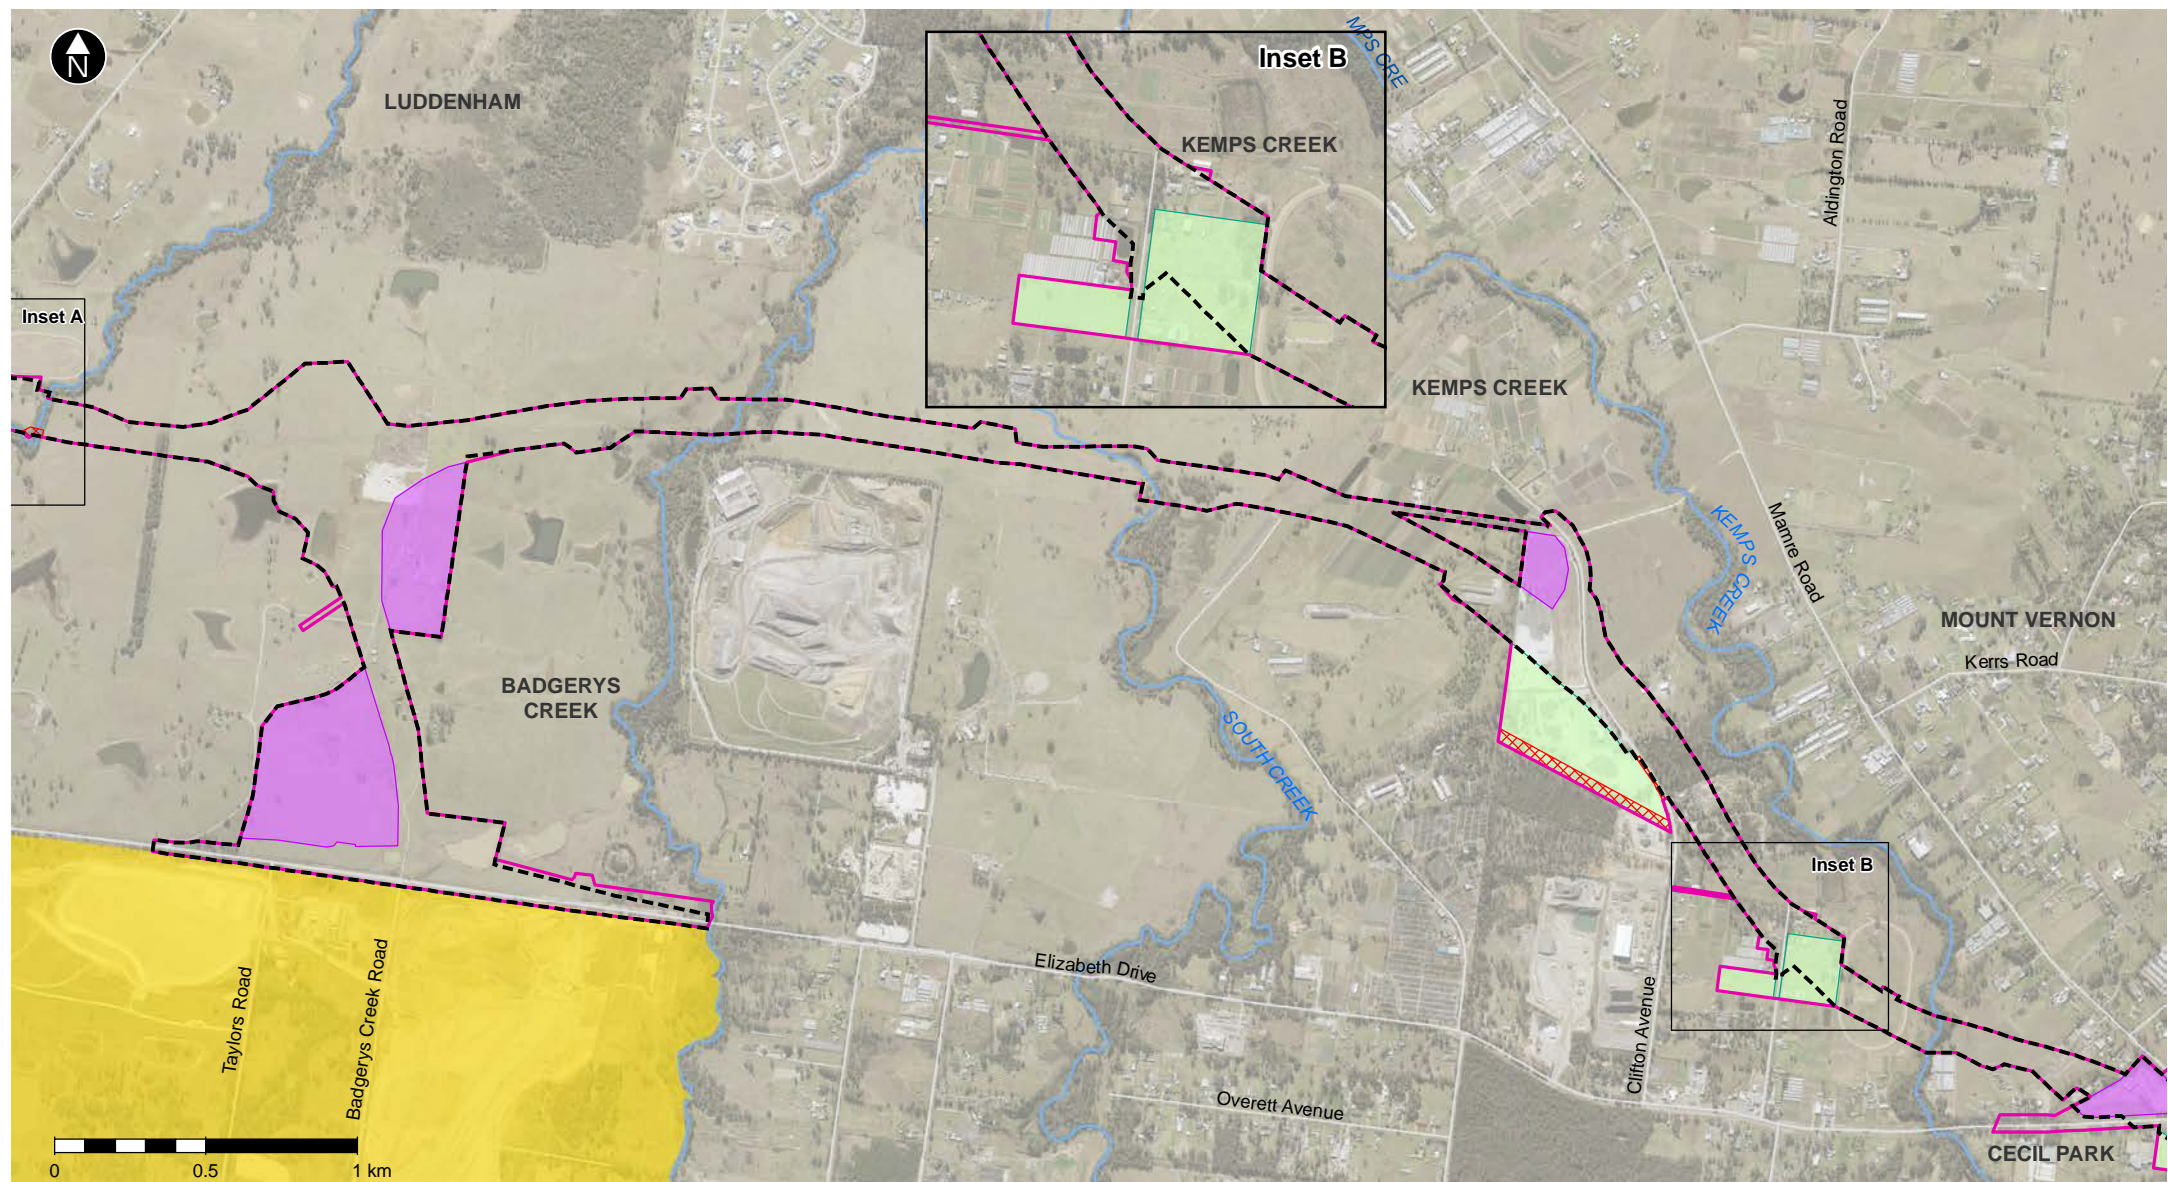 N
LUDDENHAM
Inset B
MPS CRE
KEMPS CREEK
Aldington Road
Inset A
KEMPS CREEK
KEMPS CREEK
Mamre Road
MOUNT VERNON
Kerrs Road
BADGERYS
CREEK
SOUTH CREEK
Inset B
Elizabeth Drive
Taylors Road
Badgerys Creek Road
Clifton Avenue
Overett Avenue
CECIL PARK
0 0.5 1 km